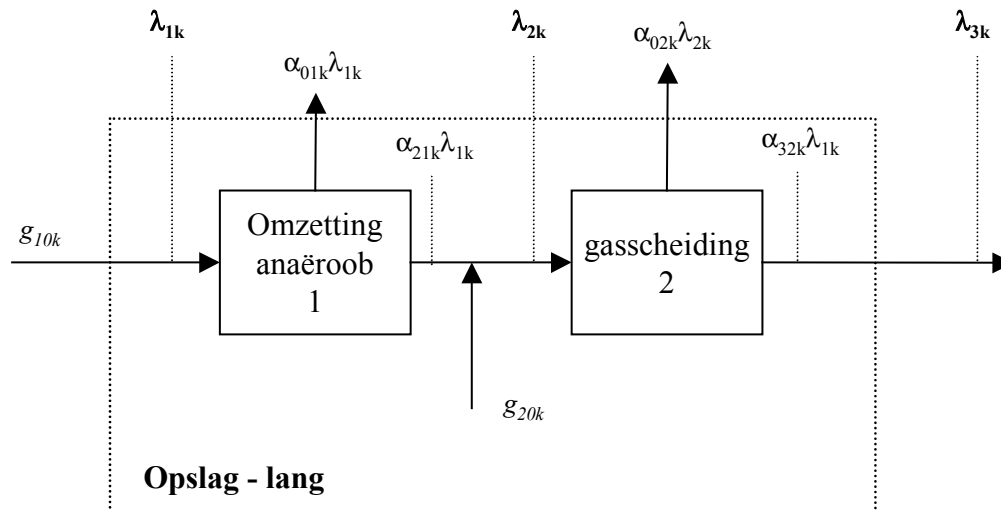 λ1k
λ2k
λ3k
α01kλ1k
α02kλ2k
α21kλ1k
α32kλ1k
g10k
Omzetting
anaëroob
1
gasscheiding
2
g20k
Opslag - lang